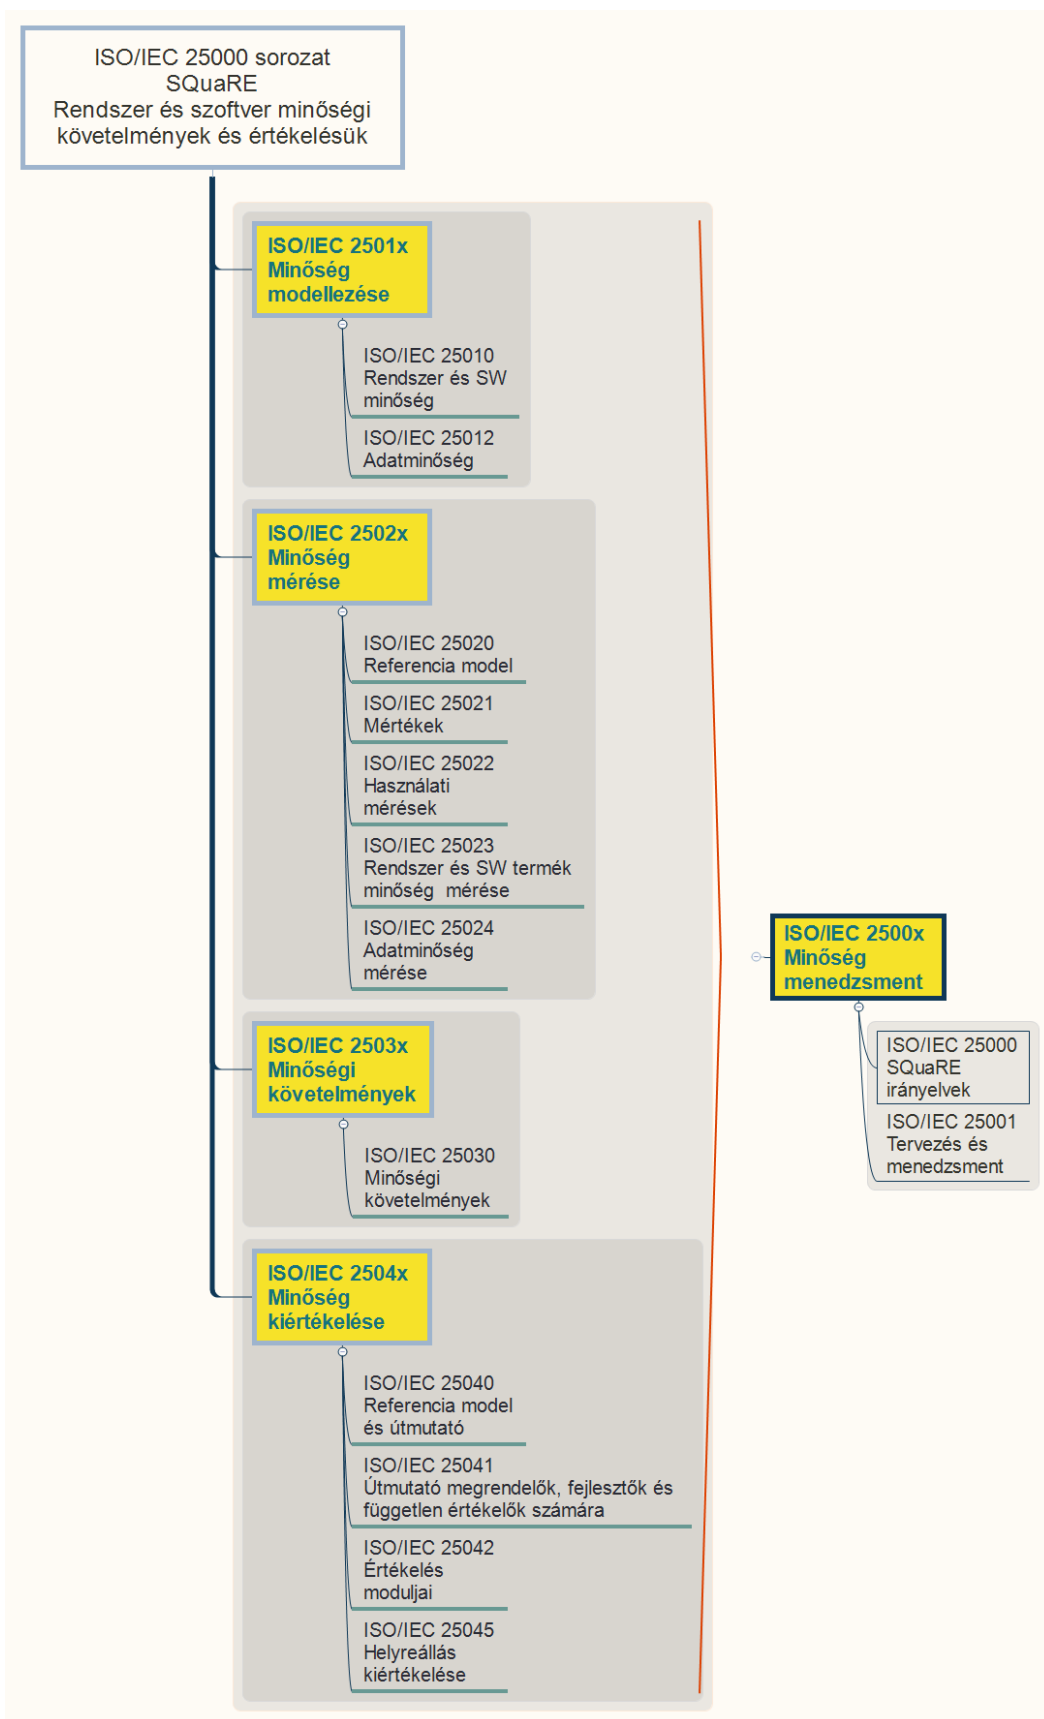 ISO/IEC 25000 sorozat
SQuaRE
Rendszer és szoftver minőségi
követelmények és értékelésük
ISO/IEC 2501x
Minőség
modellezése
ISO/IEC 25010
Rendszer és SW
minőség
ISO/IEC 25012
Adatminőség
ISO/IEC 2502x
Minőség
mérése
ISO/IEC 25020
Referencia model
ISO/IEC 25021
Mértékek
ISO/IEC 25022
Használati
mérések
ISO/IEC 25023
Rendszer és SW termék
minőség mérése
ISO/IEC 25024
Adatminőség
mérése
ISO/IEC 2503x
Minőségi
követelmények
ISO/IEC 25030
Minőségi
követelmények
ISO/IEC 2504x
Minőség
kiértékelése
ISO/IEC 25040
Referencia model
és útmutató
ISO/IEC 25041
Útmutató megrendelők, fejlesztők és
független értékelők számára
ISO/IEC 25042
Értékelés
moduljai
ISO/IEC 25045
Helyreállás
kiértékelése
ISO/IEC 2500x
Minőség
menedzsment
ISO/IEC 25000
SQuaRE
irányelvek
ISO/IEC 25001
Tervezés és
menedzsment